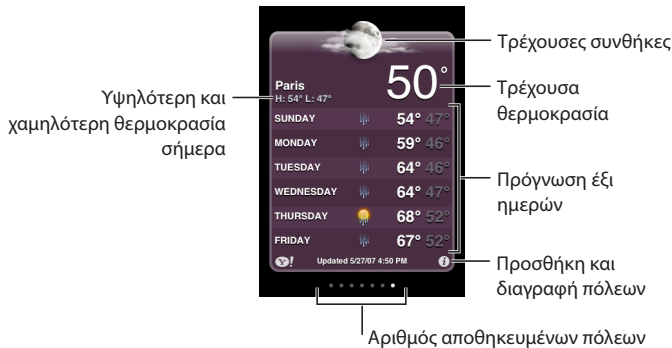 Τρέχουσες συνθήκες
Paris
H: 54° L: 47°
50°
Τρέχουσα
θερμοκρασία
Υψηλότερη και
χαμηλότερη θερμοκρασία
σήμερα
SUNDAY 54° 47°
MONDAY 59° 46°
TUESDAY 64° 46°
WEDNESDAY 64° 47°
THURSDAY 68° 52°
FRIDAY 67° 52°
Πρόγνωση έξι
ημερών
Y! Updated 5/27/07 4:50 PM i
Προσθήκη και
διαγραφή πόλεων
Αριθμός αποθηκευμένων πόλεων